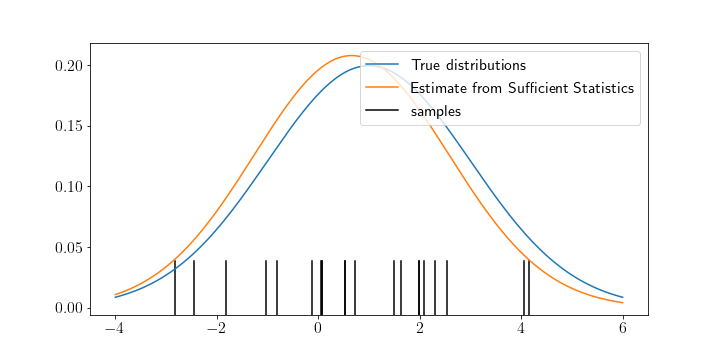 True distributions
Estimate from Sufficient Statistics
samples
0.20
0.15
0.10
0.05
0.00
−4 −2 0 2 4 6